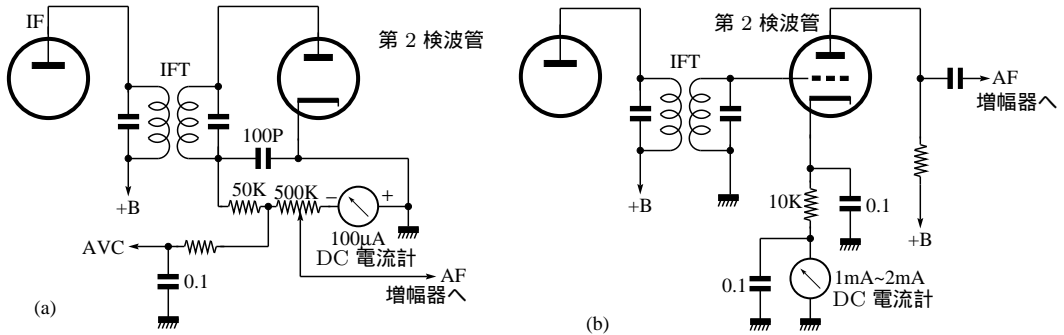 IF
第 2 検波管
IFT
100P
50K
500K
− +
+B
100μA
DC 電流計
AVC
0.1
AF
増幅器へ
(a)
第 2 検波管
IFT
AF
増幅器へ
+B
10K
0.1
+B
0.1
1mA~2mA
DC 電流計
(b)